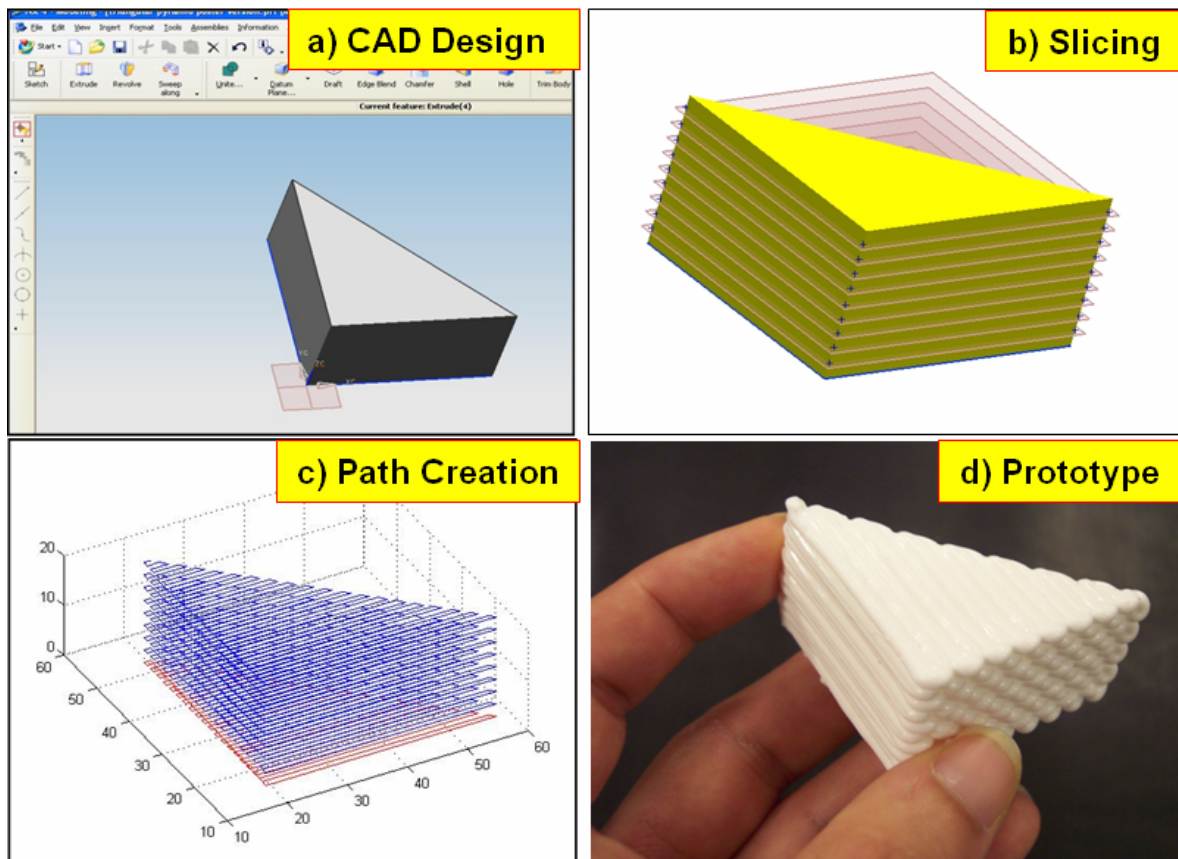 a) CAD Design
File Edit View Insert Format Tools Assemblies Information
Start
Sketch Extrude Revolve Sweep along Unite... Datum Plane... Draft Edge Blend Chamfer Shell Hole Trim Body
Current feature: Extrude(4)
b) Slicing
c) Path Creation
20
10
0
60
50
40
30
20
10
10
20
30
40
50
60
d) Prototype